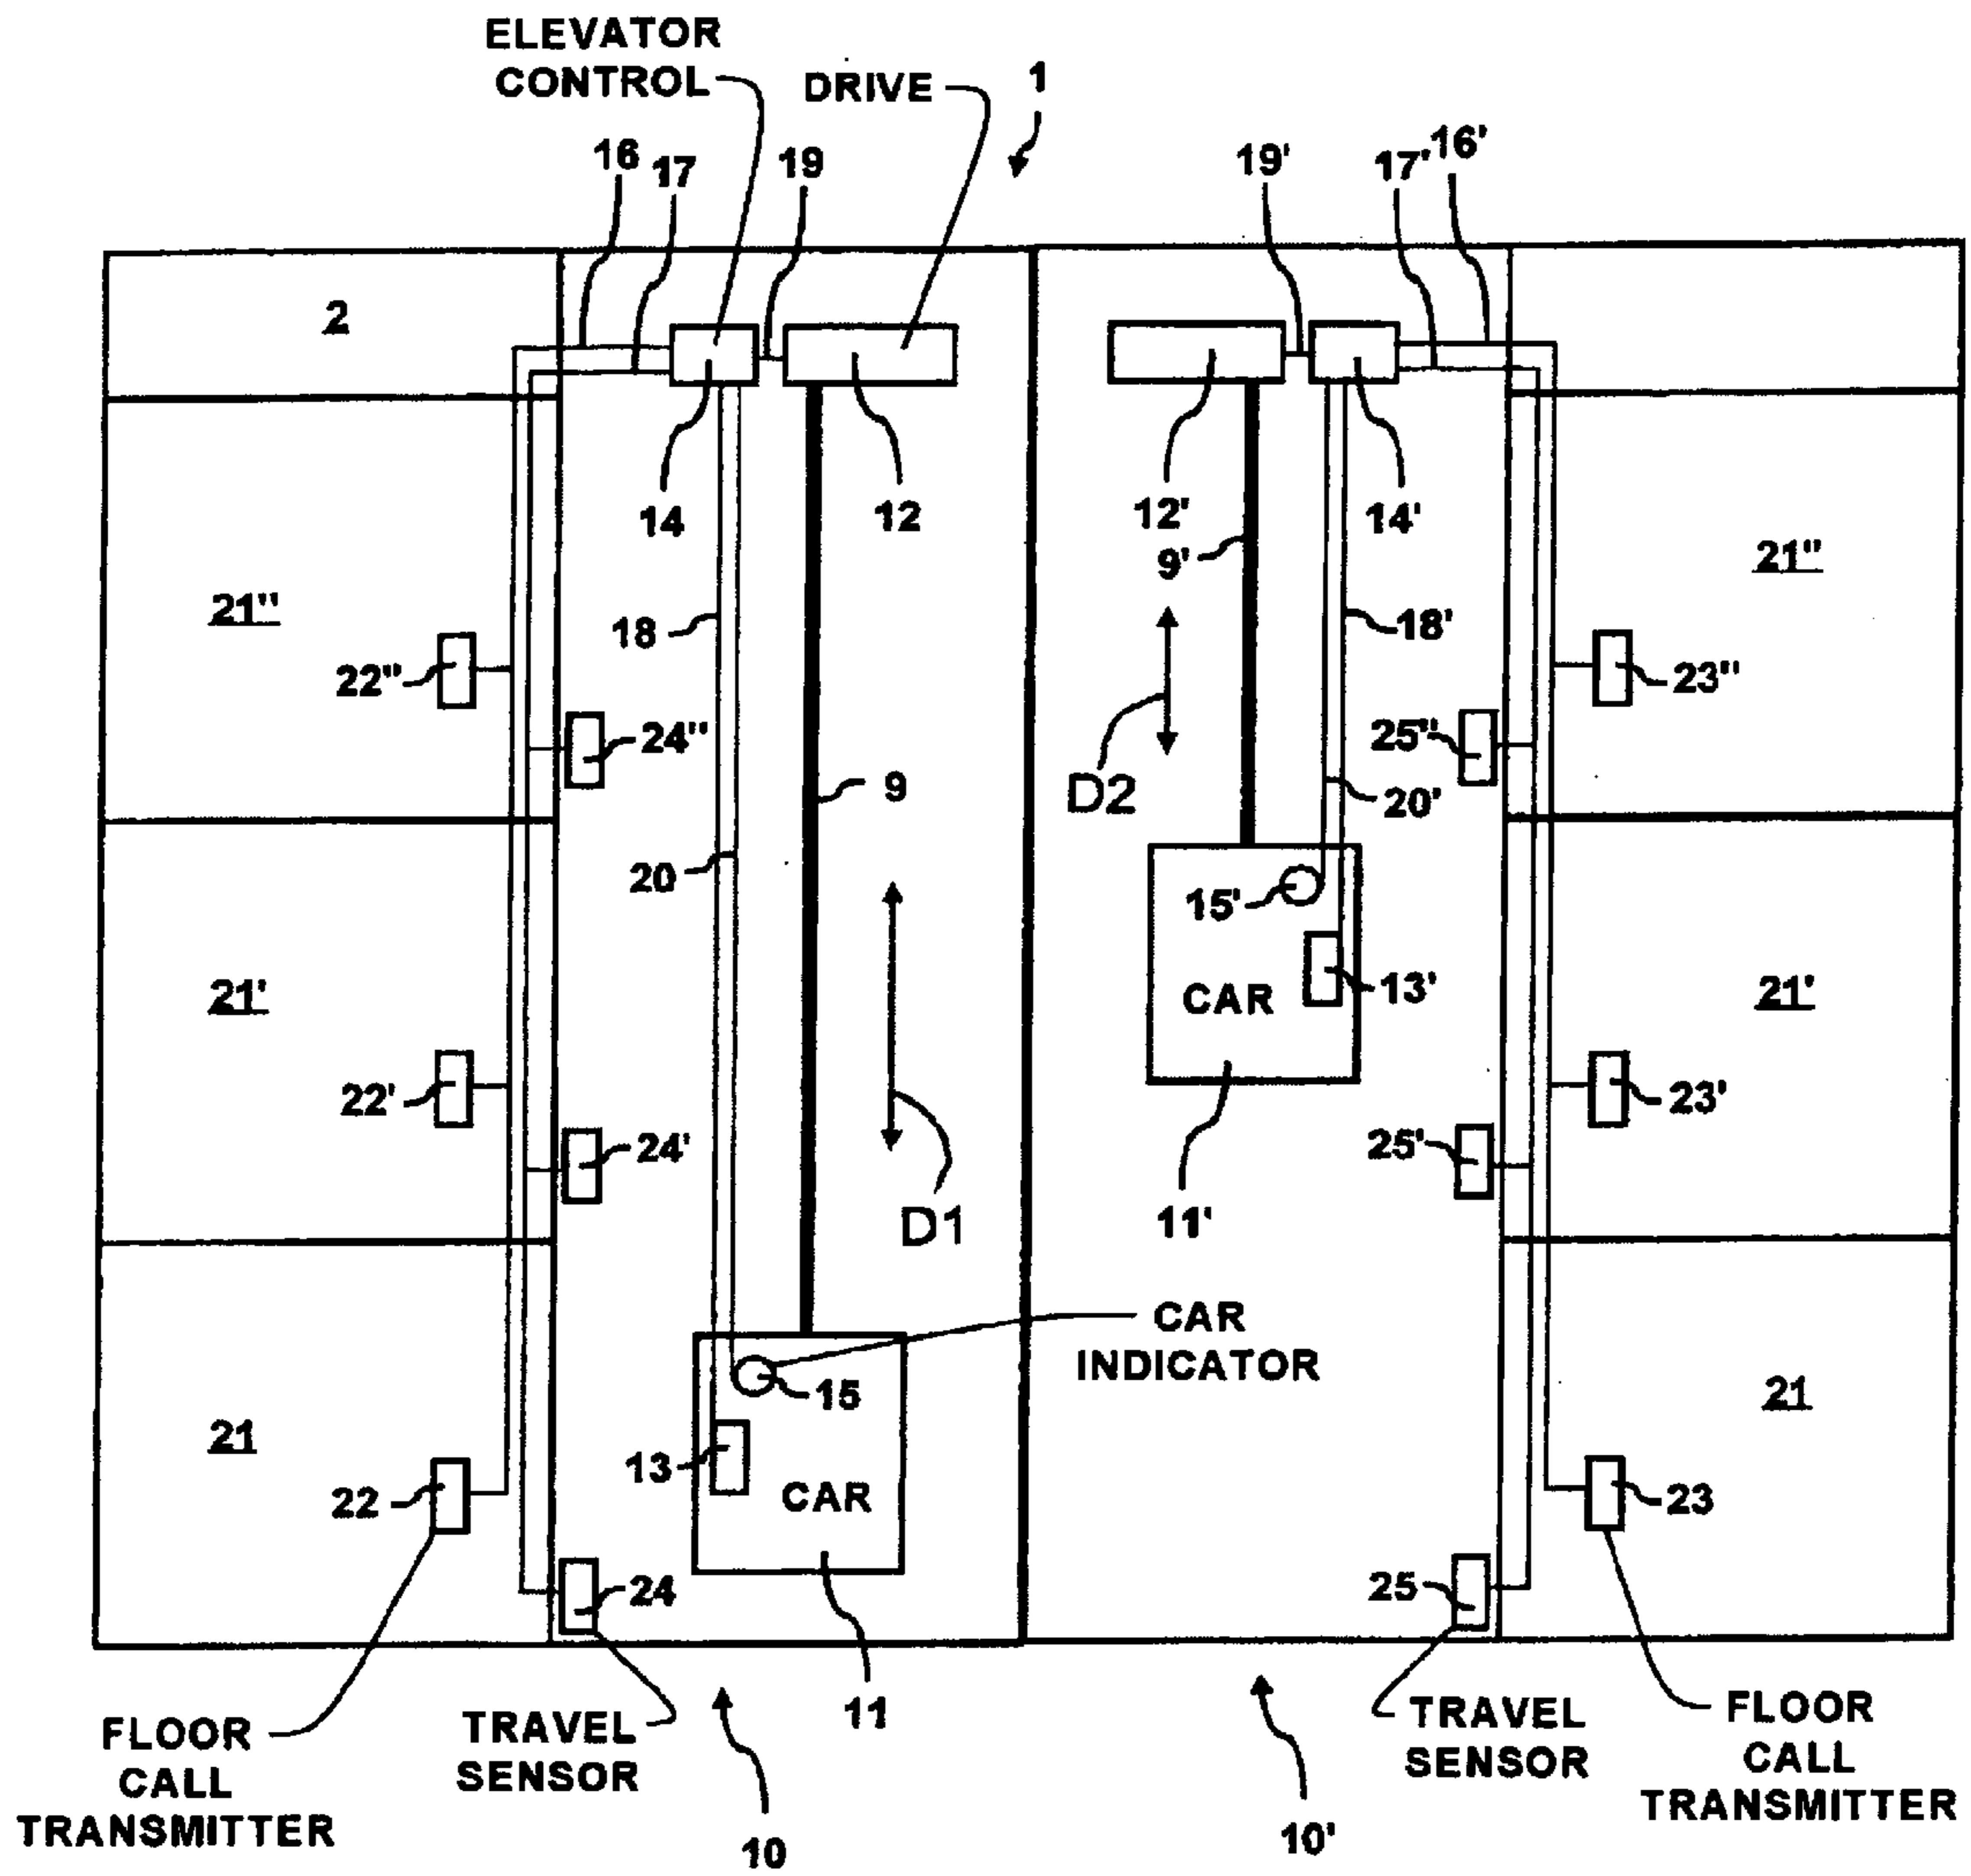 ELEVATOR
CONTROL
DRIVE
1
16
17
19
19'
17'
16'
2
14
12
12'
14'
9'
21"
18
18'
21"
22"
24"
23"
25"
9
D2
20'
20
15'
21'
13'
21'
CAR
22'
24'
23'
25'
D1
11'
CAR
INDICATOR
15
21
21
13
CAR
22
23
24
25
11
FLOOR
CALL
TRANSMITTER
TRAVEL
SENSOR
10
10'
TRAVEL
SENSOR
FLOOR
CALL
TRANSMITTER